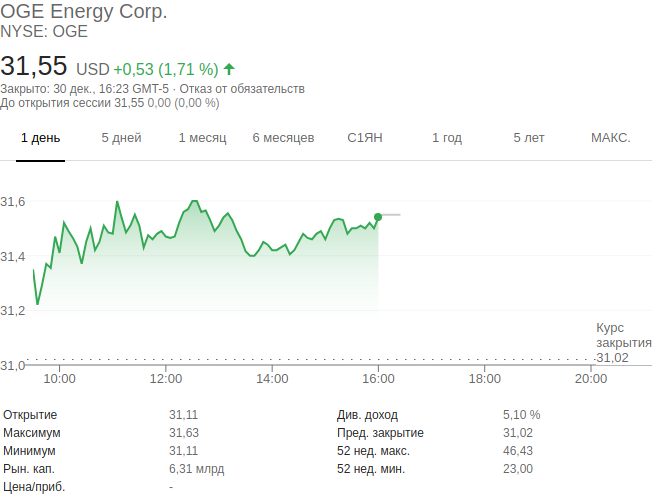 OGE Energy Corp.
NYSE: OGE
31,55 USD +0,53 (1,71 %)
Закрыто: 30 дек., 16:23 GMT-5 · Отказ от обязательств
До открытия сессии 31,55 0,00 (0,00 %)
1 день 5 дней 1 месяц 6 месяцев С1ЯН 1 год 5 лет МАКС.
31,6
31,4
31,2
Курс
закрытия
31,02
31,0
10:00 12:00 14:00 16:00 18:00 20:00
Открытие 31,11 Див. доход 5,10 %
Максимум 31,63 Пред. закрытие 31,02
Минимум 31,11 52 нед. макс. 46,43
Рын. кап. 6,31 млрд 52 нед. мин. 23,00
Цена/приб. -